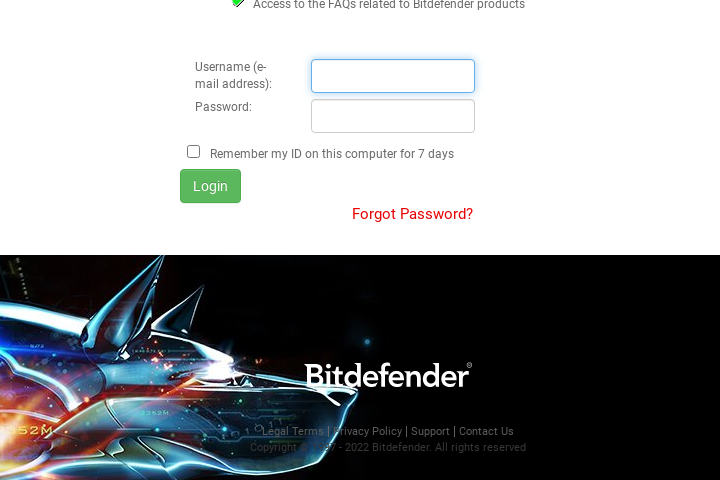 Access to the FAQs related to Bitdefender products
Username (e-
mail address):
Password:
Remember my ID on this computer for 7 days
Login
Forgot Password?
Bitdefender®
Legal Terms | Privacy Policy | Support | Contact Us
Copyright - 2022 Bitdefender. All rights reserved
2352M
52M